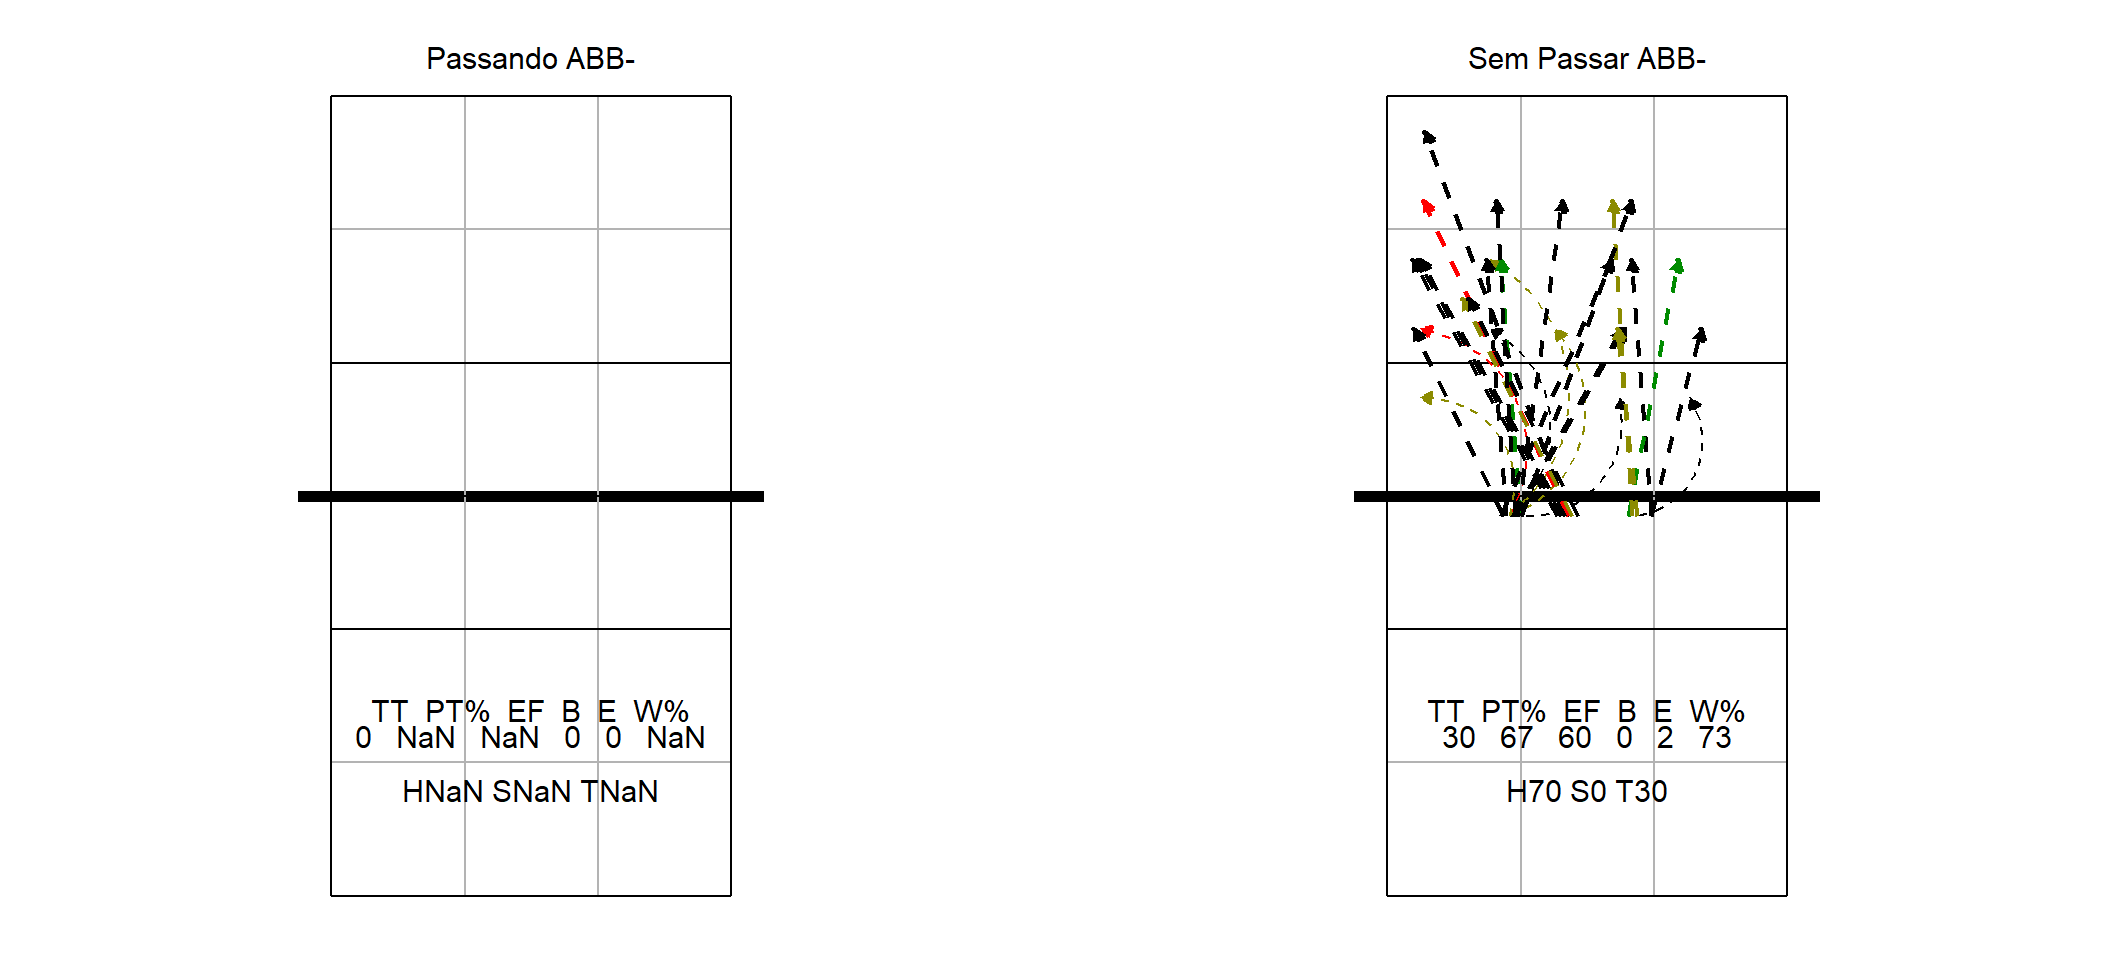 Passando ABB-
TT PT% EF B E W%
0 NaN NaN 0 0 NaN
HNaN SNaN TNaN
Sem Passar ABB-
TT PT% EF B E W%
30 67 60 0 2 73
H70 S0 T30